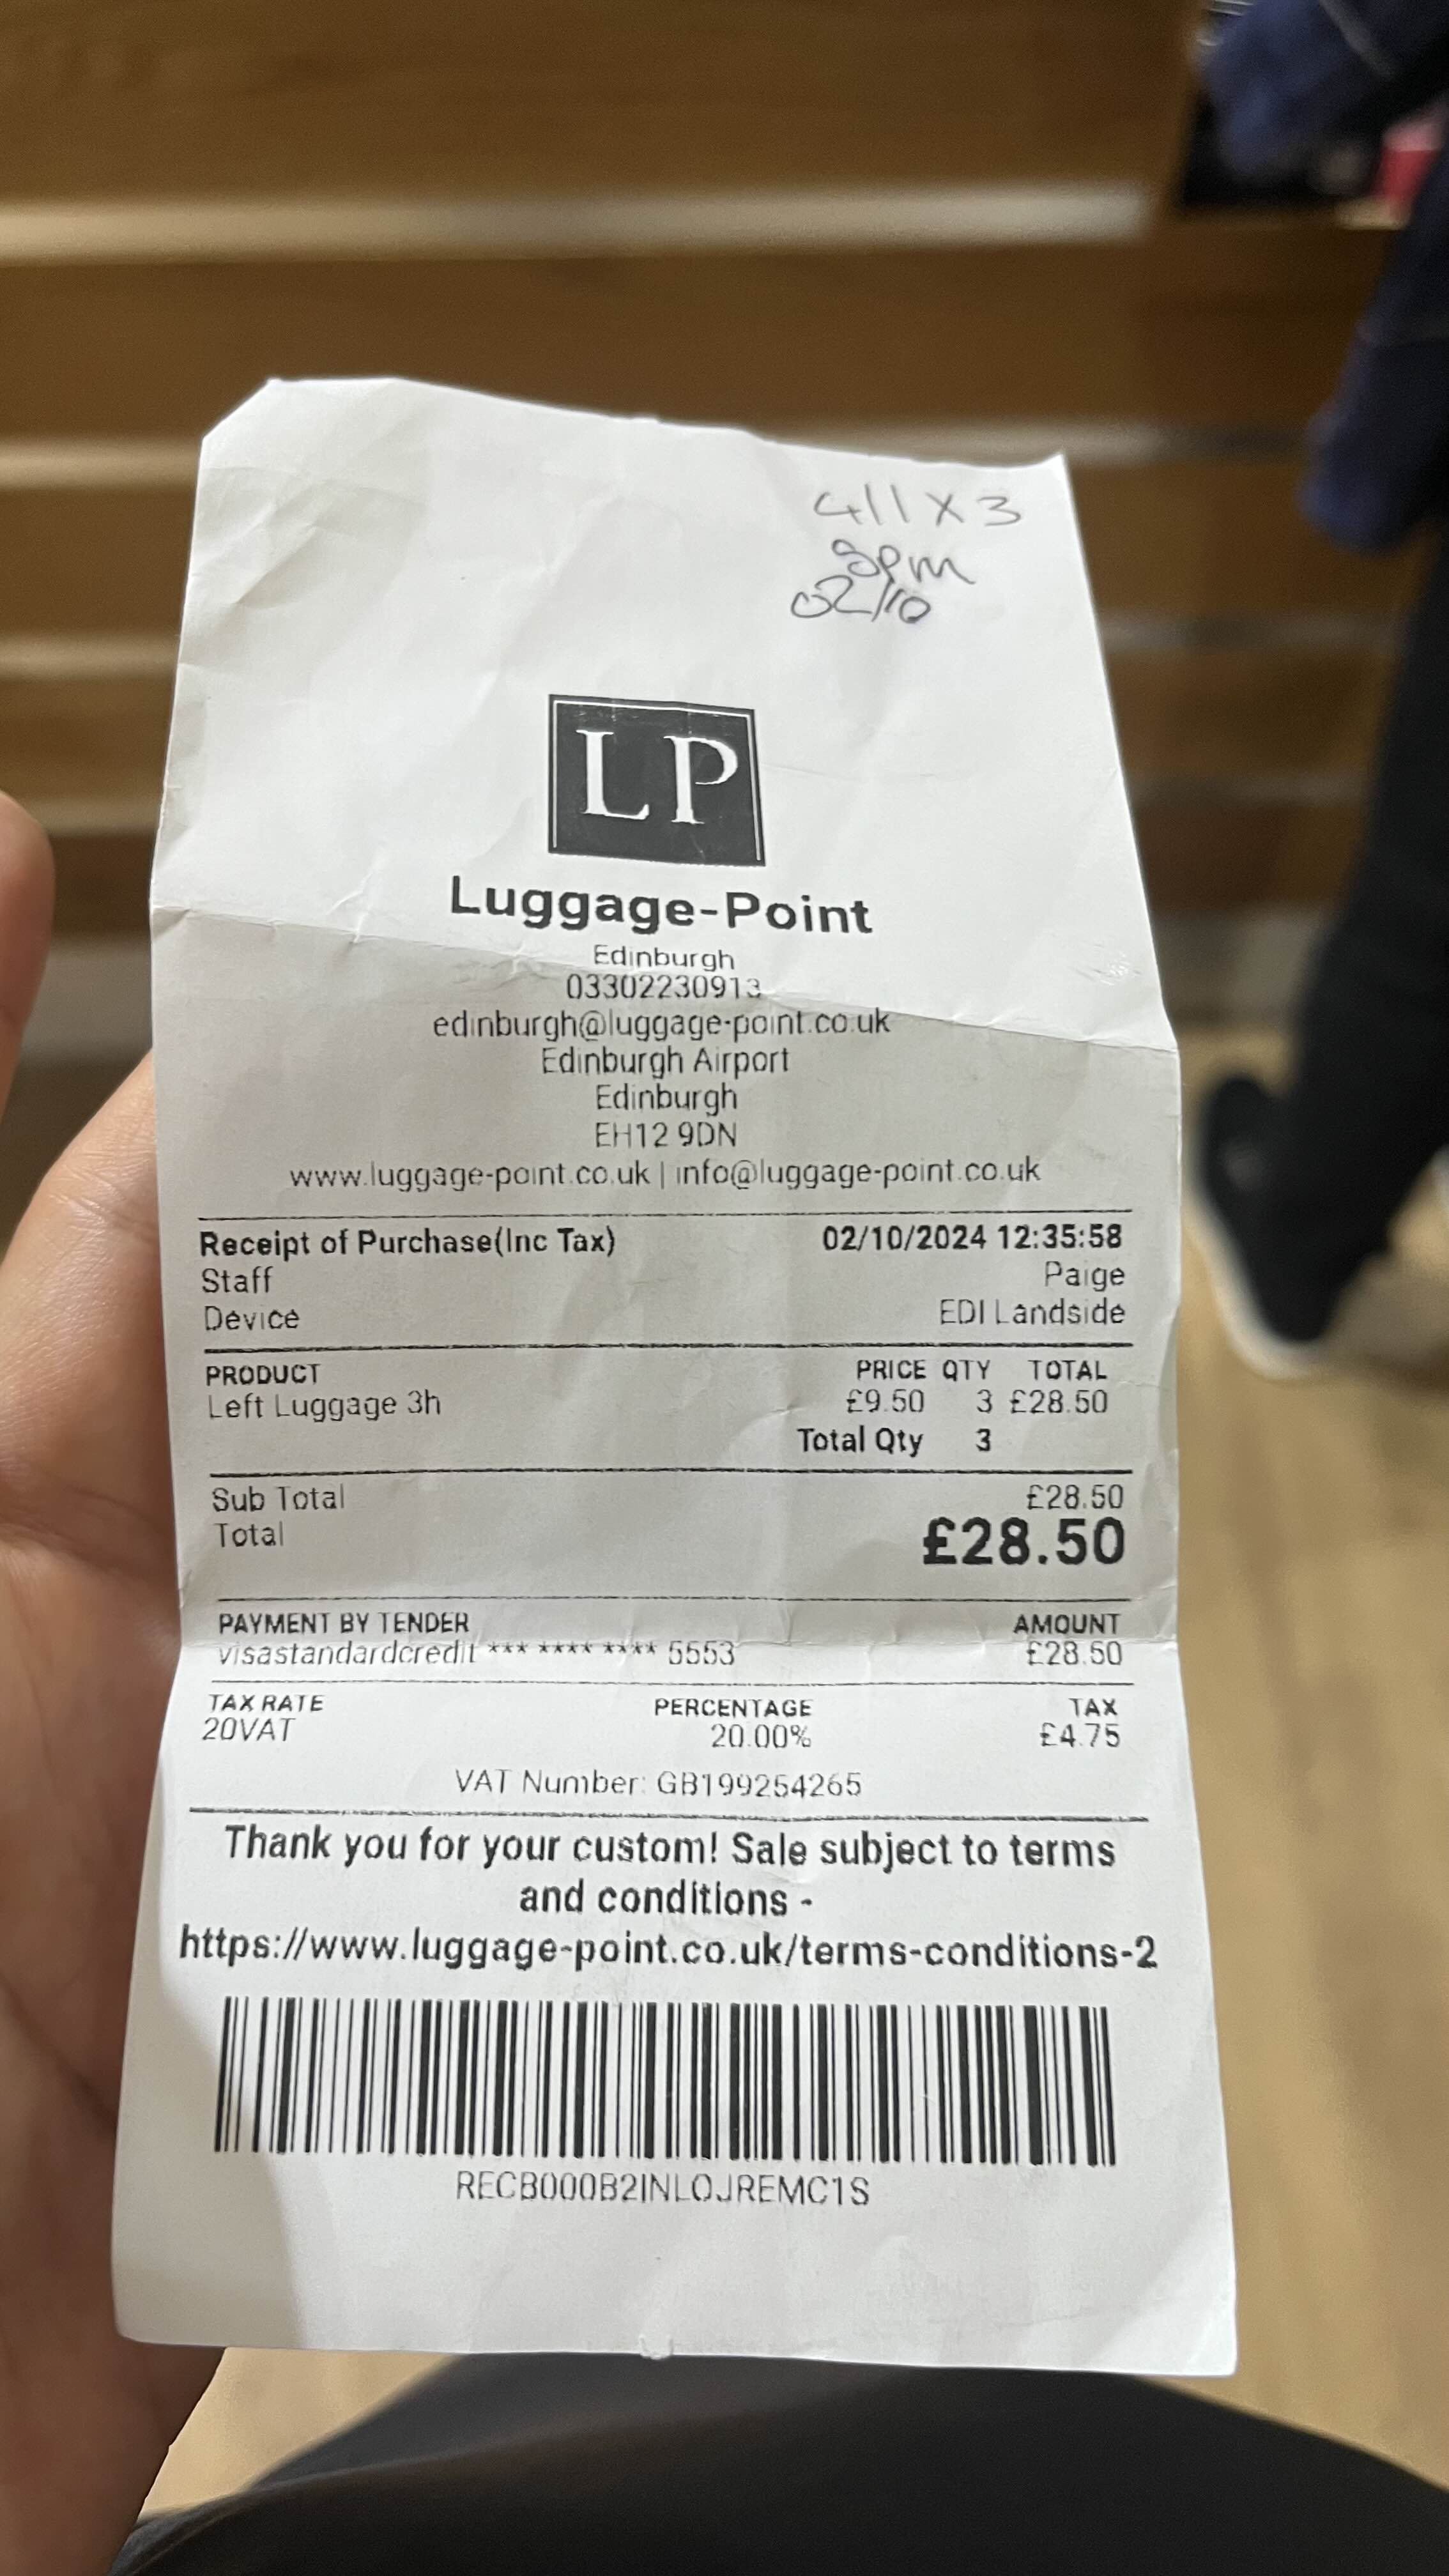 411 x 3
02/10
LP
Luggage-Point
Edinburgh
03302230913
edinburgh@luggage-point.co.uk
Edinburgh Airport
Edinburgh
EH12 9DN
www.luggage-point.co.uk | info@luggage-point.co.uk
Receipt of Purchase(Inc Tax) 02/10/2024 12:35:58
Staff Paige
Device EDI Landside
PRODUCT PRICE QTY TOTAL
Left Luggage 3h £9.50 3 £28.50
Total Qty 3
Sub Total £28.50
Total £28.50
PAYMENT BY TENDER AMOUNT
visastandardcredit *** **** **** 5553 £28.50
TAX RATE PERCENTAGE TAX
20VAT 20.00% £4.75
VAT Number: GB199254265
Thank you for your custom! Sale subject to terms
and conditions -
https://www.luggage-point.co.uk/terms-conditions-2